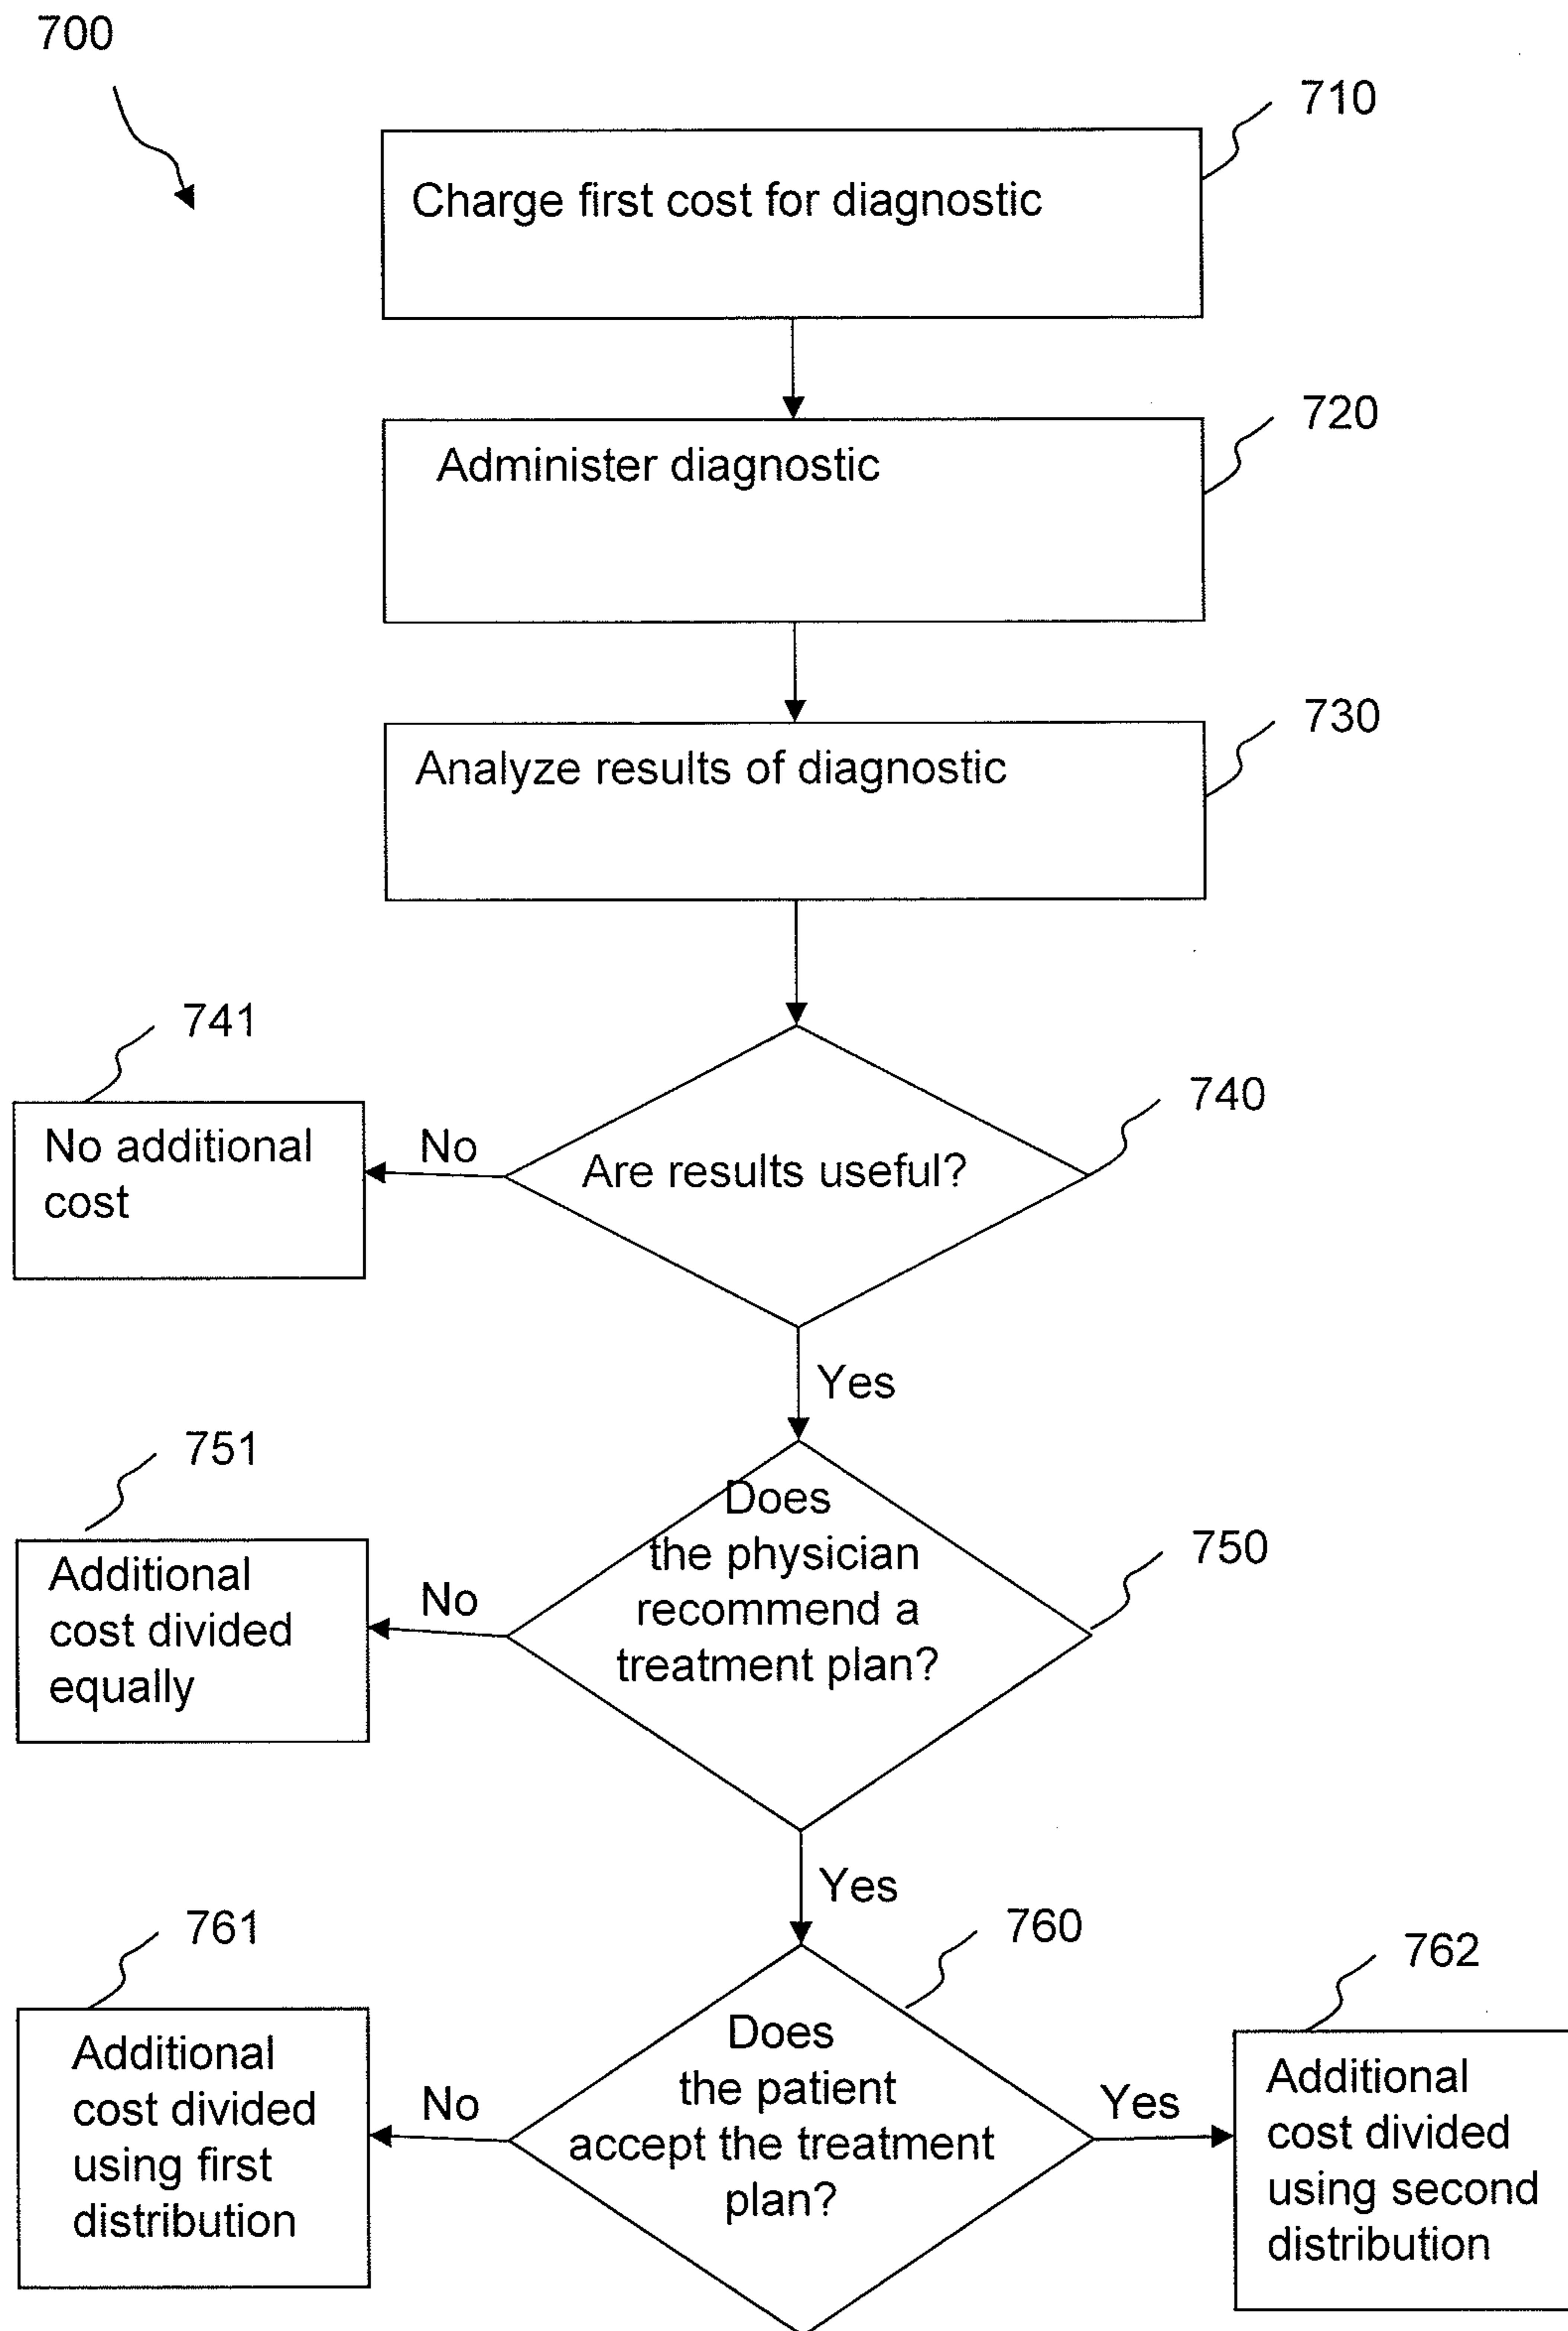 700
710
Charge first cost for diagnostic
720
Administer diagnostic
730
Analyze results of diagnostic
741
740
No additional
cost
No
Are results useful?
Yes
751
750
Additional
cost divided
equally
No
Does
the physician
recommend a
treatment plan?
Yes
761
760
762
Additional
cost divided
using first
distribution
No
Does
the patient
accept the treatment
plan?
Yes
Additional
cost divided
using second
distribution